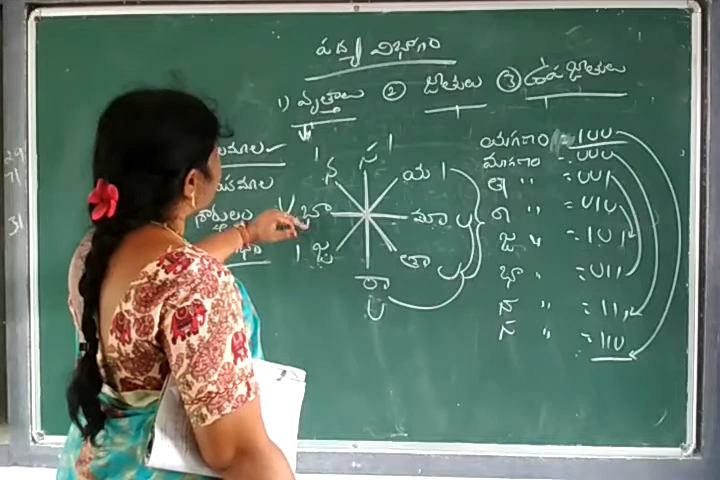 పద్య విభాగం
1) వృత్తాలు ② జాతులు ③ ఉపజాతులు
యగణం = IUU
మగణం = UUU
త " = UUI
ర " = UIU
జ " = IUI
భ " = UII
న " = III
స " = IIU
స I
న I
య I
మా U
తా U
రా
U
I జ
U భా